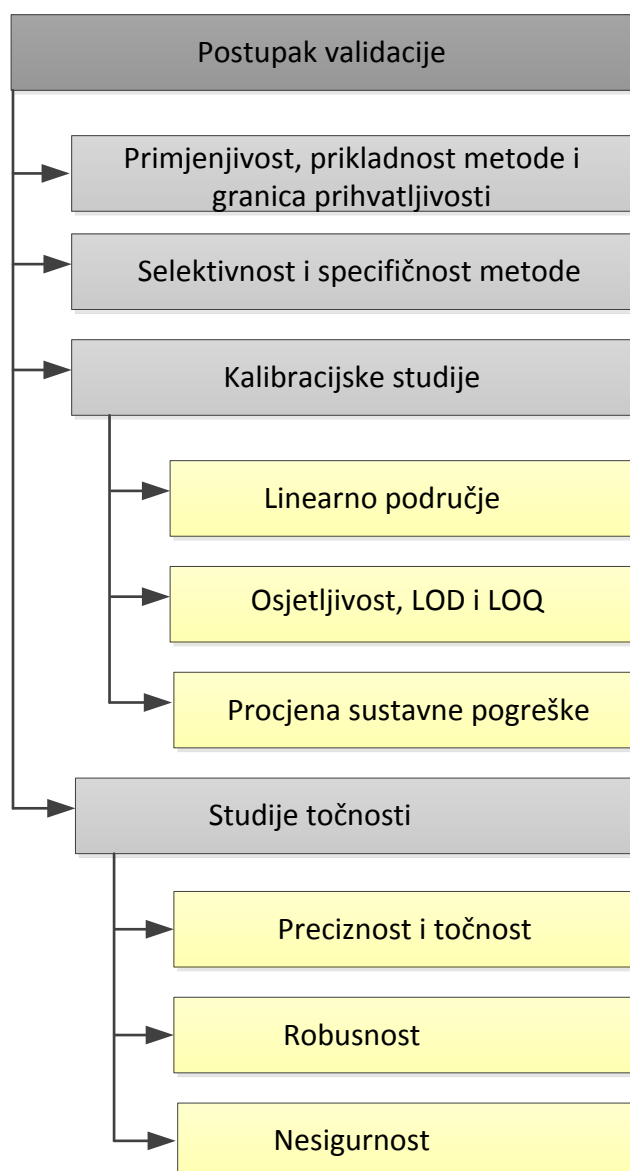 Postupak validacije
Primjenjivost, prikladnost metode i
granica prihvatljivosti
Selektivnost i specifičnost metode
Kalibracijske studije
Linearno područje
Osjetljivost, LOD i LOQ
Procjena sustavne pogreške
Studije točnosti
Preciznost i točnost
Robusnost
Nesigurnost